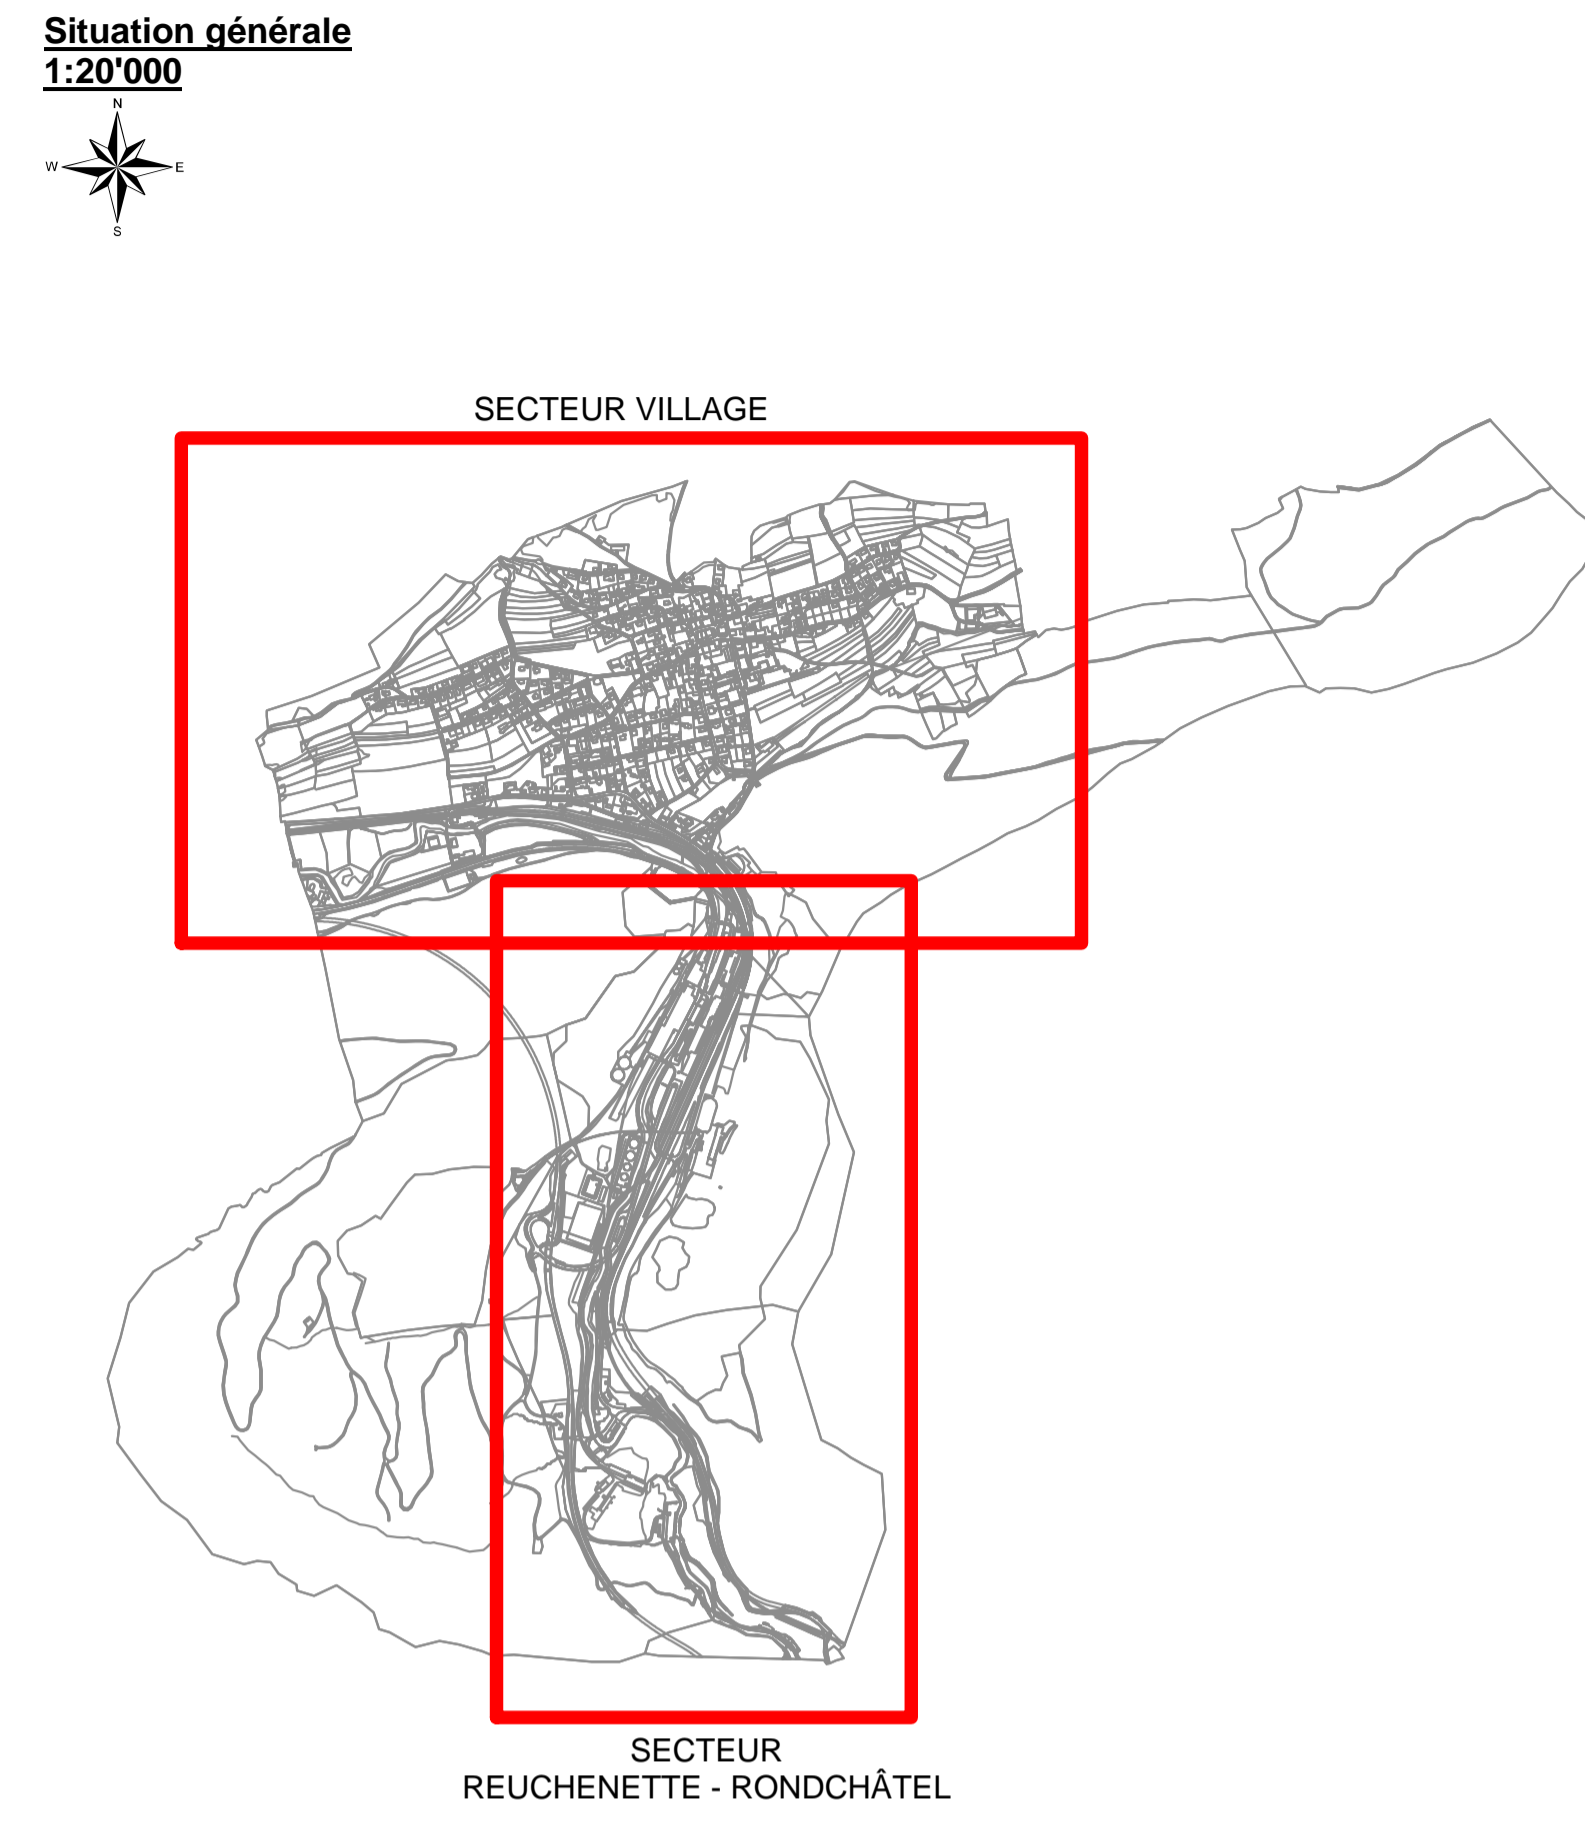 Situation générale
1:20'000
N
W E
S
SECTEUR VILLAGE
SECTEUR
REUCHENETTE - RONDCHÂTEL